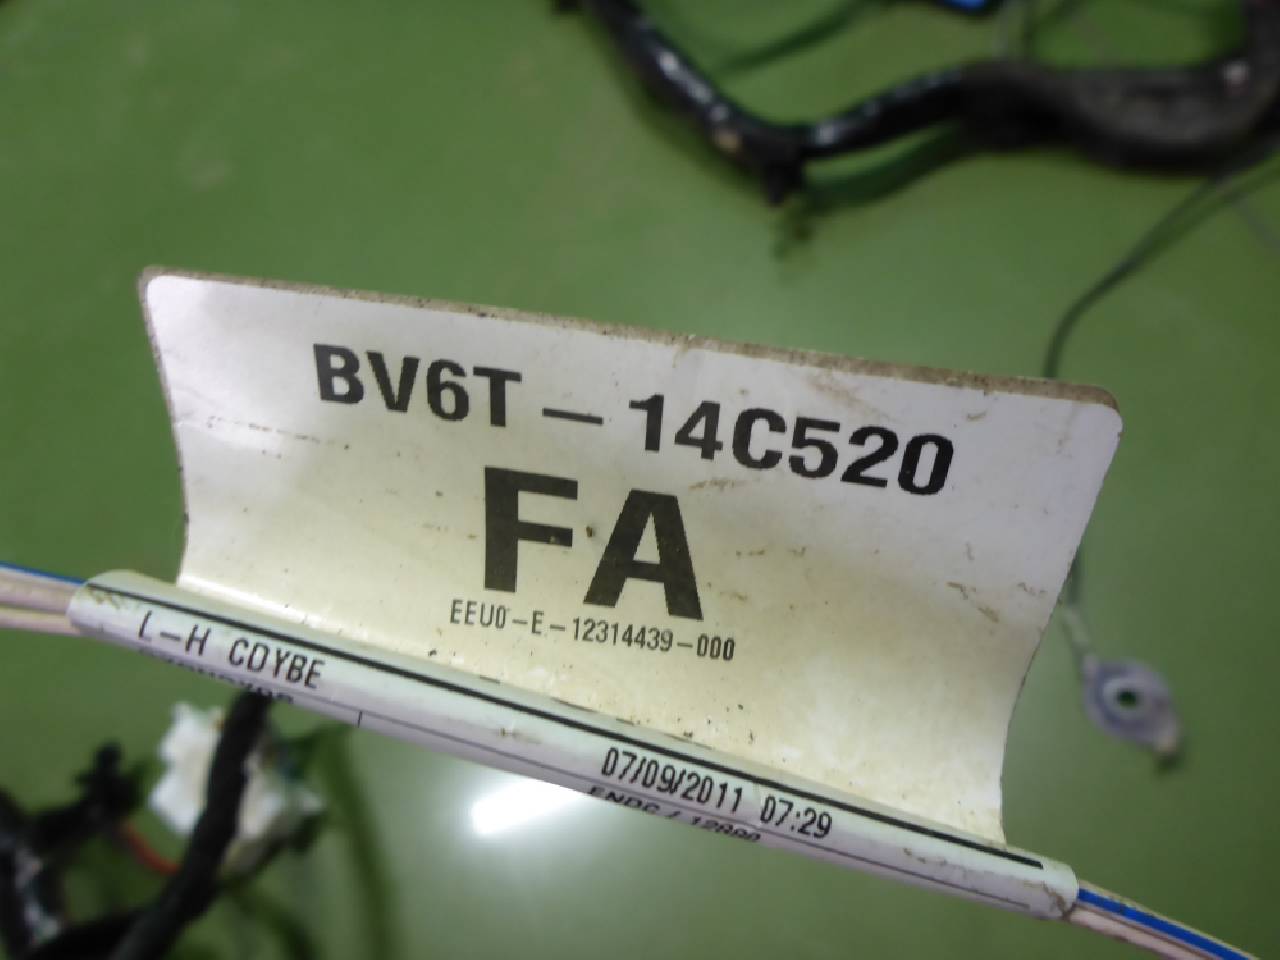 BV6T-14C520
FA
EEU0-E-12314439-000
L-H CDYBE
07/09/2011 07:29